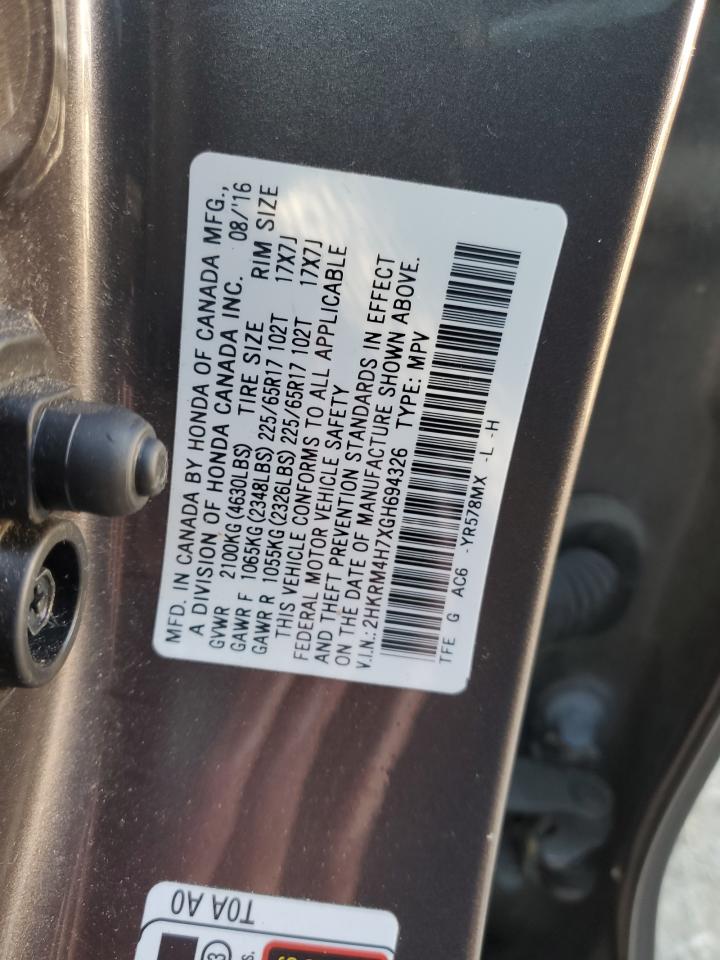 MFD. IN CANADA BY HONDA OF CANADA MFG.,
A DIVISION OF HONDA CANADA INC. 08/'16
GVWR 2100KG (4630LBS) TIRE SIZE RIM SIZE
GAWR F 1065KG (2348LBS) 225/65R17 102T 17X7J
GAWR R 1055KG (2326LBS) 225/65R17 102T 17X7J
THIS VEHICLE CONFORMS TO ALL APPLICABLE
FEDERAL MOTOR VEHICLE SAFETY
AND THEFT PREVENTION STANDARDS IN EFFECT
ON THE DATE OF MANUFACTURE SHOWN ABOVE.
V.I.N.: 2HKRM4H7XGH694326 TYPE: MPV
TFE G AC6 -YR578MX -L -H
T0A A0